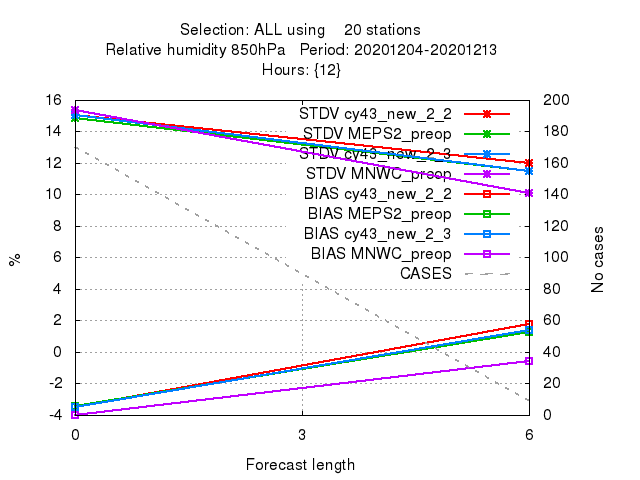 Selection: ALL using 20 stations
Relative humidity 850hPa Period: 20201204-20201213
Hours: {12}
16 200
STDV cy43_new_2_2
14 180
STDV MEPS2_preop
STDV cy43_new_2_3
12 160
STDV MNWC_preop
10 140
BIAS cy43_new_2_2
BIAS MEPS2_preop
8 120
BIAS cy43_new_2_3
BIAS MNWC_preop
6 100
CASES
4 80
2 60
0 40
-2 20
-4 0
%
No cases
0 3 6
Forecast length